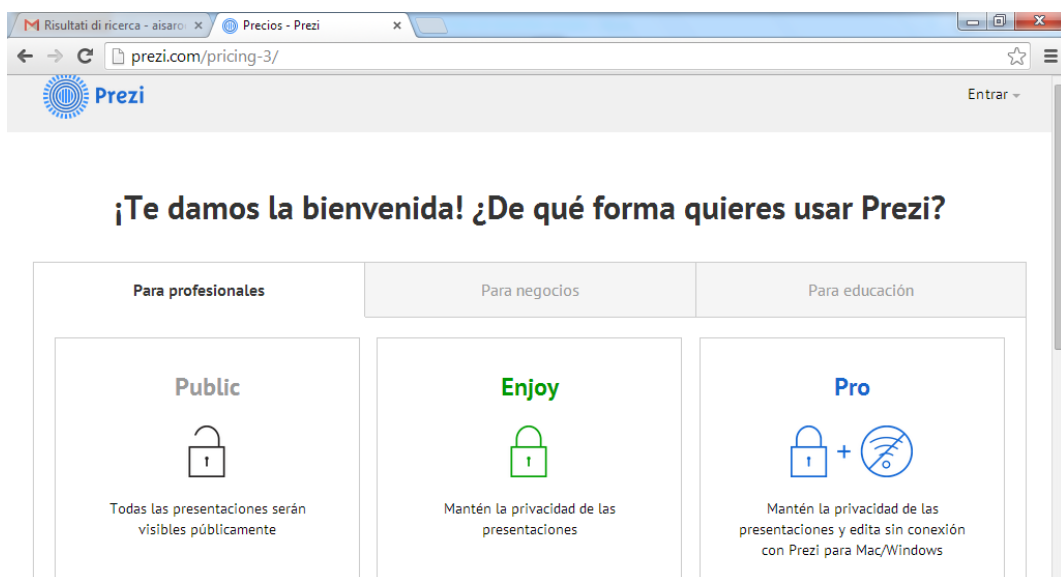 Risultati di ricerca - aisaro
Precios - Prezi
prezi.com/pricing-3/
Prezi
Entrar
¡Te damos la bienvenida! ¿De qué forma quieres usar Prezi?
Para profesionales
Para negocios
Para educación
Public
Enjoy
Pro
+
Todas las presentaciones serán
visibles públicamente
Mantén la privacidad de las
presentaciones
Mantén la privacidad de las
presentaciones y edita sin conexión
con Prezi para Mac/Windows